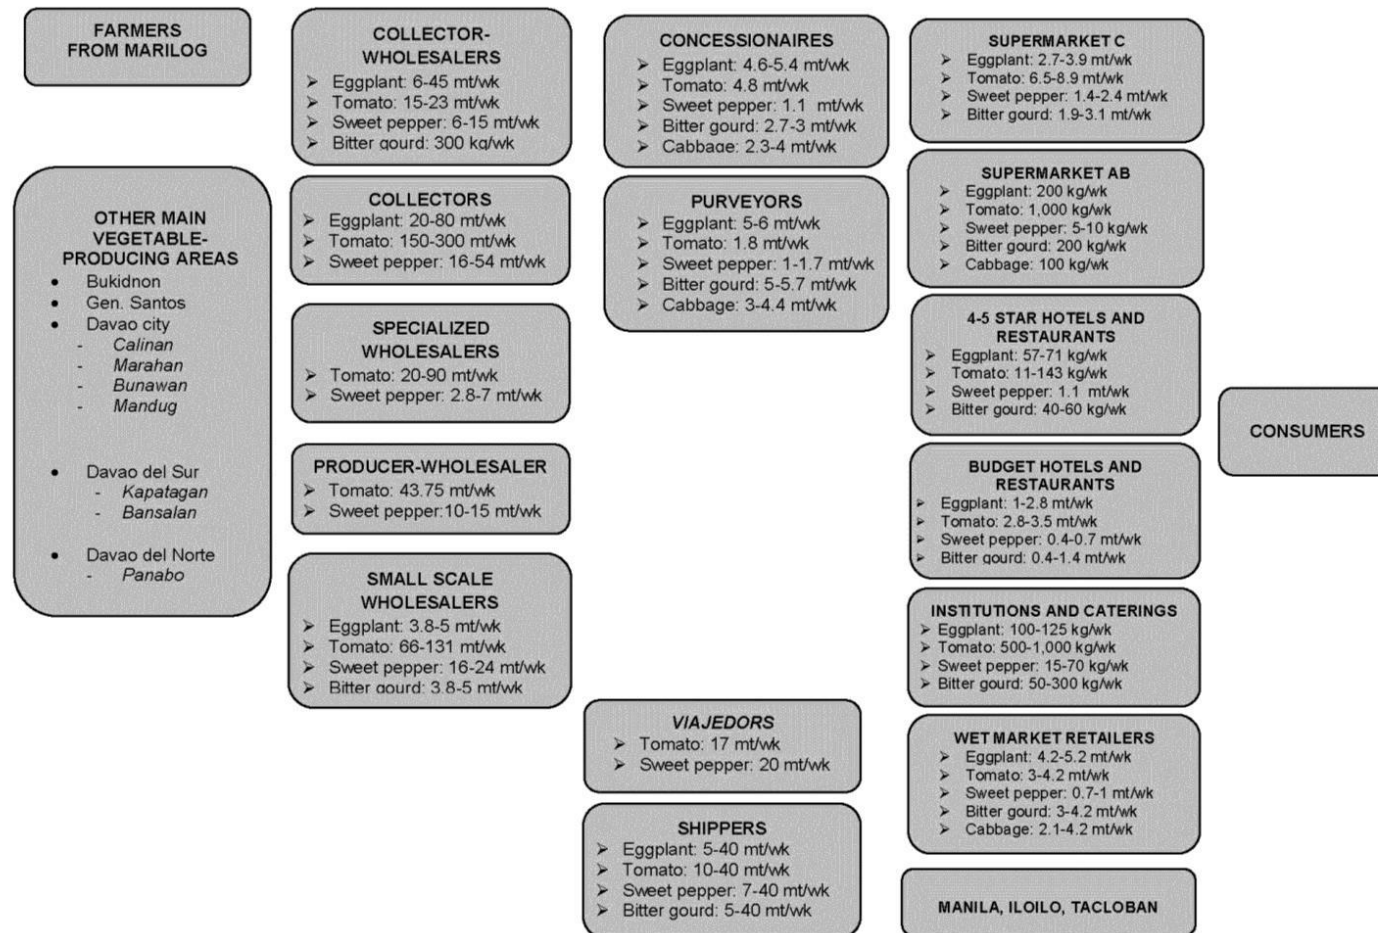 FARMERS
FROM MARILOG
OTHER MAIN
VEGETABLE-
PRODUCING AREAS
• Bukidnon
• Gen. Santos
• Davao city
- Calinan
- Marahan
- Bunawan
- Mandug
• Davao del Sur
- Kapatagan
- Bansalan
• Davao del Norte
- Panabo
COLLECTOR-
WHOLESALERS
➢ Eggplant: 6-45 mt/wk
➢ Tomato: 15-23 mt/wk
➢ Sweet pepper: 6-15 mt/wk
➢ Bitter gourd: 300 kg/wk
COLLECTORS
➢ Eggplant: 20-80 mt/wk
➢ Tomato: 150-300 mt/wk
➢ Sweet pepper: 16-54 mt/wk
SPECIALIZED
WHOLESALERS
➢ Tomato: 20-90 mt/wk
➢ Sweet pepper: 2.8-7 mt/wk
PRODUCER-WHOLESALER
➢ Tomato: 43.75 mt/wk
➢ Sweet pepper:10-15 mt/wk
SMALL SCALE
WHOLESALERS
➢ Eggplant: 3.8-5 mt/wk
➢ Tomato: 66-131 mt/wk
➢ Sweet pepper: 16-24 mt/wk
➢ Bitter gourd: 3.8-5 mt/wk
CONCESSIONAIRES
➢ Eggplant: 4.6-5.4 mt/wk
➢ Tomato: 4.8 mt/wk
➢ Sweet pepper: 1.1 mt/wk
➢ Bitter gourd: 2.7-3 mt/wk
➢ Cabbage: 2.3-4 mt/wk
PURVEYORS
➢ Eggplant: 5-6 mt/wk
➢ Tomato: 1.8 mt/wk
➢ Sweet pepper: 1-1.7 mt/wk
➢ Bitter gourd: 5-5.7 mt/wk
➢ Cabbage: 3-4.4 mt/wk
VIAJEDORS
➢ Tomato: 17 mt/wk
➢ Sweet pepper: 20 mt/wk
SHIPPERS
➢ Eggplant: 5-40 mt/wk
➢ Tomato: 10-40 mt/wk
➢ Sweet pepper: 7-40 mt/wk
➢ Bitter gourd: 5-40 mt/wk
SUPERMARKET C
➢ Eggplant: 2.7-3.9 mt/wk
➢ Tomato: 6.5-8.9 mt/wk
➢ Sweet pepper: 1.4-2.4 mt/wk
➢ Bitter gourd: 1.9-3.1 mt/wk
SUPERMARKET AB
➢ Eggplant: 200 kg/wk
➢ Tomato: 1,000 kg/wk
➢ Sweet pepper: 5-10 kg/wk
➢ Bitter gourd: 200 kg/wk
➢ Cabbage: 100 kg/wk
4-5 STAR HOTELS AND
RESTAURANTS
➢ Eggplant: 57-71 kg/wk
➢ Tomato: 11-143 kg/wk
➢ Sweet pepper: 1.1 mt/wk
➢ Bitter gourd: 40-60 kg/wk
BUDGET HOTELS AND
RESTAURANTS
➢ Eggplant: 1-2.8 mt/wk
➢ Tomato: 2.8-3.5 mt/wk
➢ Sweet pepper: 0.4-0.7 mt/wk
➢ Bitter gourd: 0.4-1.4 mt/wk
INSTITUTIONS AND CATERINGS
➢ Eggplant: 100-125 kg/wk
➢ Tomato: 500-1,000 kg/wk
➢ Sweet pepper: 15-70 kg/wk
➢ Bitter gourd: 50-300 kg/wk
WET MARKET RETAILERS
➢ Eggplant: 4.2-5.2 mt/wk
➢ Tomato: 3-4.2 mt/wk
➢ Sweet pepper: 0.7-1 mt/wk
➢ Bitter gourd: 3-4.2 mt/wk
➢ Cabbage: 2.1-4.2 mt/wk
MANILA, ILOILO, TACLOBAN
CONSUMERS